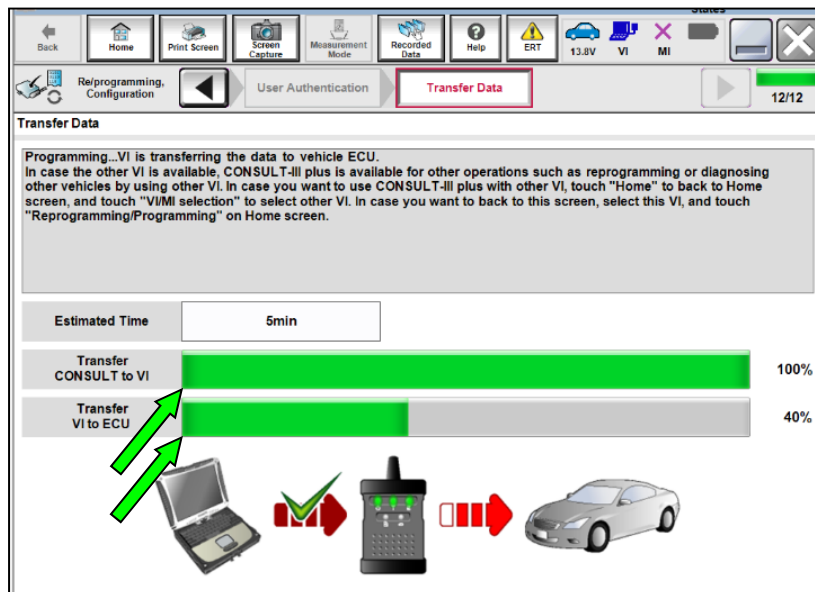 States
Back
Home
Print Screen
Screen
Capture
Measurement
Mode
Recorded
Data
Help
ERT
13.8V
VI
MI
Re/programming,
Configuration
User Authentication
Transfer Data
12/12
Transfer Data
Programming...VI is transferring the data to vehicle ECU.
In case the other VI is available, CONSULT-III plus is available for other operations such as reprogramming or diagnosing
other vehicles by using other VI. In case you want to use CONSULT-III plus with other VI, touch "Home" to back to Home
screen, and touch "VI/MI selection" to select other VI. In case you want to back to this screen, select this VI, and touch
"Reprogramming/Programming" on Home screen.
Estimated Time
5min
Transfer
CONSULT to VI
100%
Transfer
VI to ECU
40%